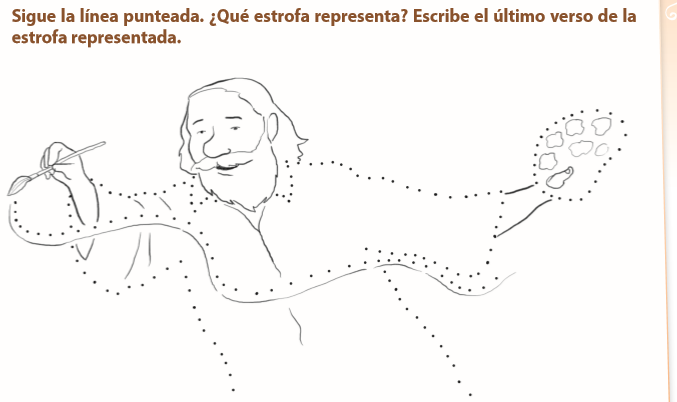 Sigue la línea punteada. ¿Qué estrofa representa? Escribe el último verso de la
estrofa representada.